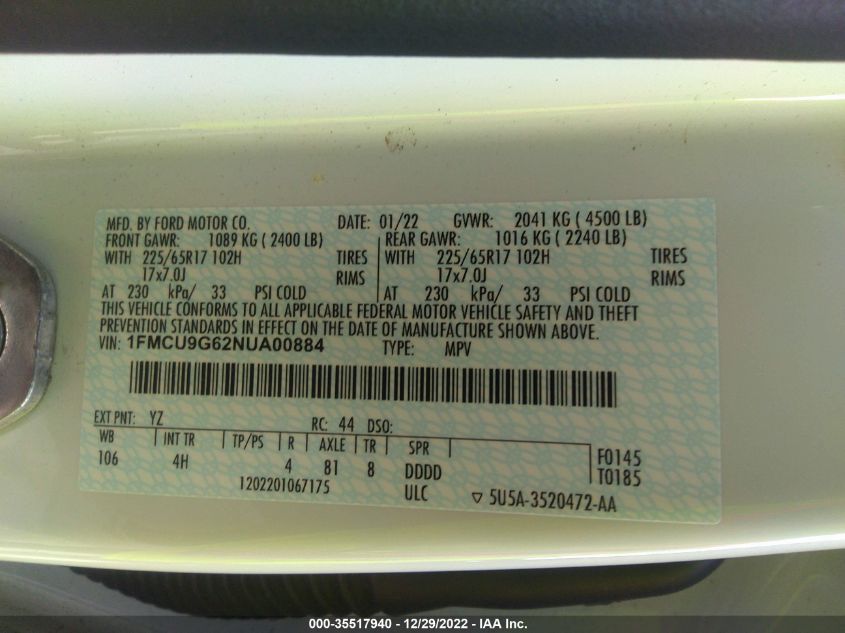 MFD. BY FORD MOTOR CO. DATE: 01/22 GVWR: 2041 KG ( 4500 LB)
FRONT GAWR: 1089 KG ( 2400 LB) REAR GAWR: 1016 KG ( 2240 LB)
WITH 225/65R17 102H TIRES WITH 225/65R17 102H TIRES
17x7.0J RIMS 17x7.0J RIMS
AT 230 kPa/ 33 PSI COLD AT 230 kPa/ 33 PSI COLD
THIS VEHICLE CONFORMS TO ALL APPLICABLE FEDERAL MOTOR VEHICLE SAFETY AND THEFT
PREVENTION STANDARDS IN EFFECT ON THE DATE OF MANUFACTURE SHOWN ABOVE.
VIN: 1FMCU9G62NUA00884 TYPE: MPV
EXT PNT: YZ RC: 44 DSO:
WB INT TR TP/PS R AXLE TR SPR F0145
106 4H 4 81 8 DDDD T0185
1202201067175 ULC ▽ 5U5A-3520472-AA
000-35517940 - 12/29/2022 - IAA Inc.